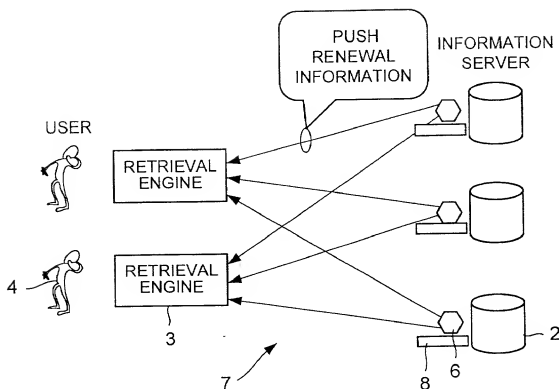 PUSH
RENEWAL
INFORMATION
INFORMATION
SERVER
USER
RETRIEVAL
ENGINE
RETRIEVAL
ENGINE
4
3
7
8
6
2